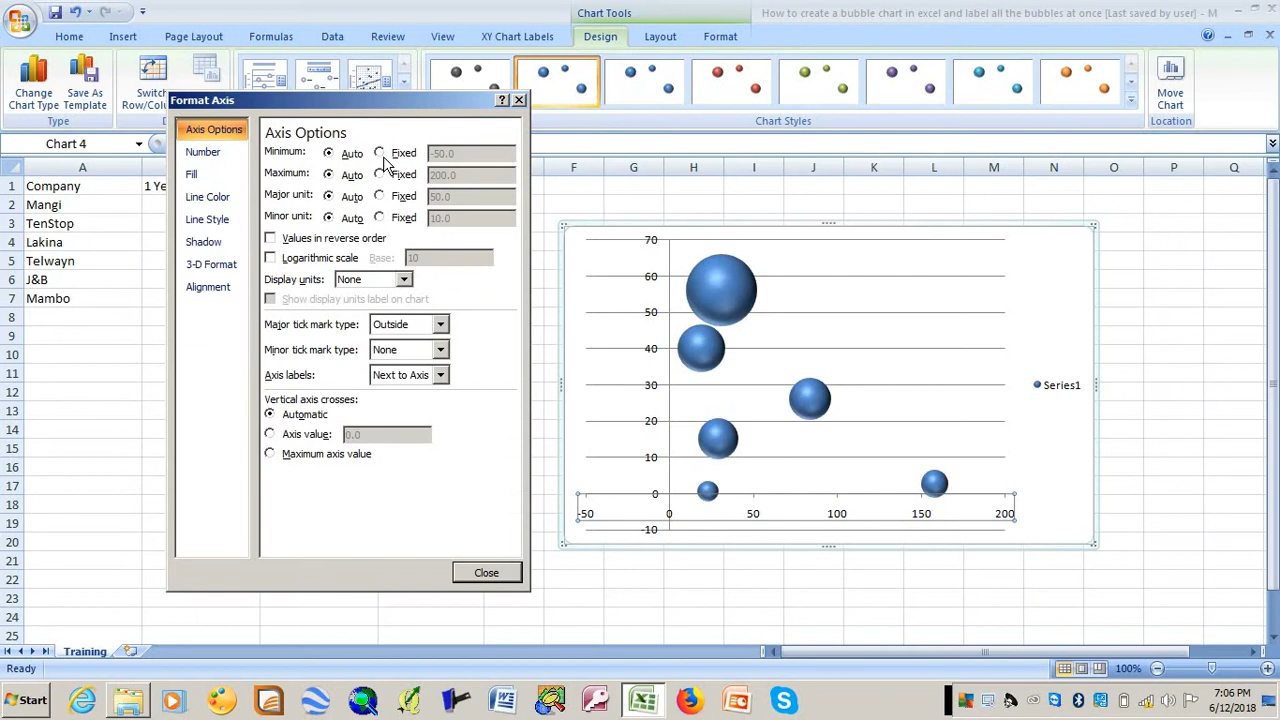 Chart Tools
How to create a bubble chart in excel and label all the bubbles at once [Last saved by user] - M
Home Insert Page Layout Formulas Data Review View XY Chart Labels Design Layout Format
Change Chart Type
Save As Template
Switch Row/Colu
Move Chart
Type
Chart Styles
Location
Chart 4
A F G H I J K L M N O P Q
1 Company 1 Ye
2 Mangi
3 TenStop
4 Lakina
5 Telwayn
6 J&B
7 Mambo
8
9
10
11
12
13
14
15
16
17
18
19
20
21
22
23
24
25
Format Axis
Axis Options
Number
Fill
Line Color
Line Style
Shadow
3-D Format
Alignment
Axis Options
Minimum: Auto Fixed -50.0
Maximum: Auto Fixed 200.0
Major unit: Auto Fixed 50.0
Minor unit: Auto Fixed 10.0
Values in reverse order
Logarithmic scale Base: 10
Display units: None
Show display units label on chart
Major tick mark type: Outside
Minor tick mark type: None
Axis labels: Next to Axis
Vertical axis crosses:
Automatic
Axis value: 0.0
Maximum axis value
Close
70
60
50
40
30
20
10
0
-10
-50 0 50 100 150 200
Series1
Training
Ready
100%
Start
7:06 PM
6/12/2018